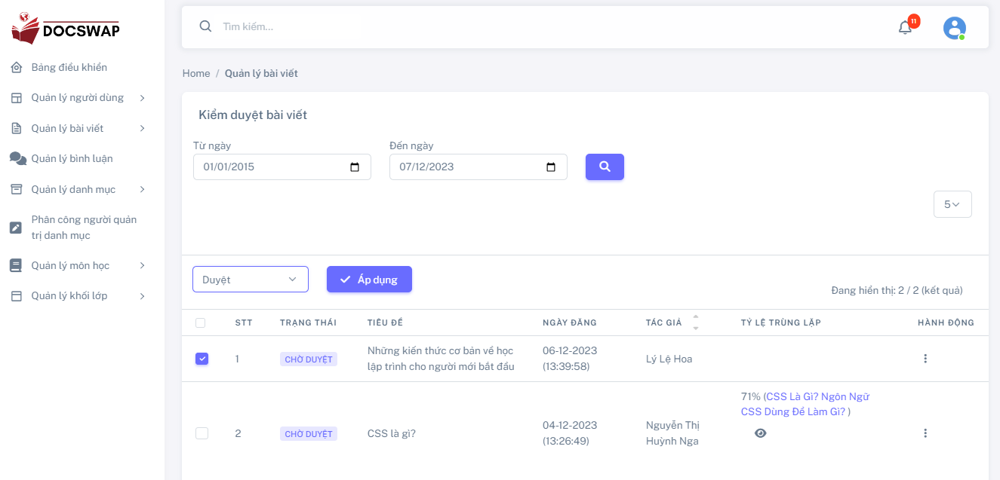 DOCSWAP
Bảng điều khiển
Quản lý người dùng
Quản lý bài viết
Quản lý bình luận
Quản lý danh mục
Phân công người quản
trị danh mục
Quản lý môn học
Quản lý khối lớp
Tìm kiếm...
11
Home / Quản lý bài viết
Kiểm duyệt bài viết
Từ ngày
01/01/2015
Đến ngày
07/12/2023
5
Duyệt
Áp dụng
Đang hiển thị: 2 / 2 (kết quả)
STT TRẠNG THÁI TIÊU ĐỀ NGÀY ĐĂNG TÁC GIẢ TỶ LỆ TRÙNG LẶP HÀNH ĐỘNG
1
CHỜ DUYỆT
Những kiến thức cơ bản về học
lập trình cho người mới bắt đầu
06-12-2023
(13:39:58)
Lý Lệ Hoa
2
CHỜ DUYỆT
CSS là gì?
04-12-2023
(13:26:49)
Nguyễn Thị
Huỳnh Nga
71% (CSS Là Gì? Ngôn Ngữ
CSS Dùng Để Làm Gì? )